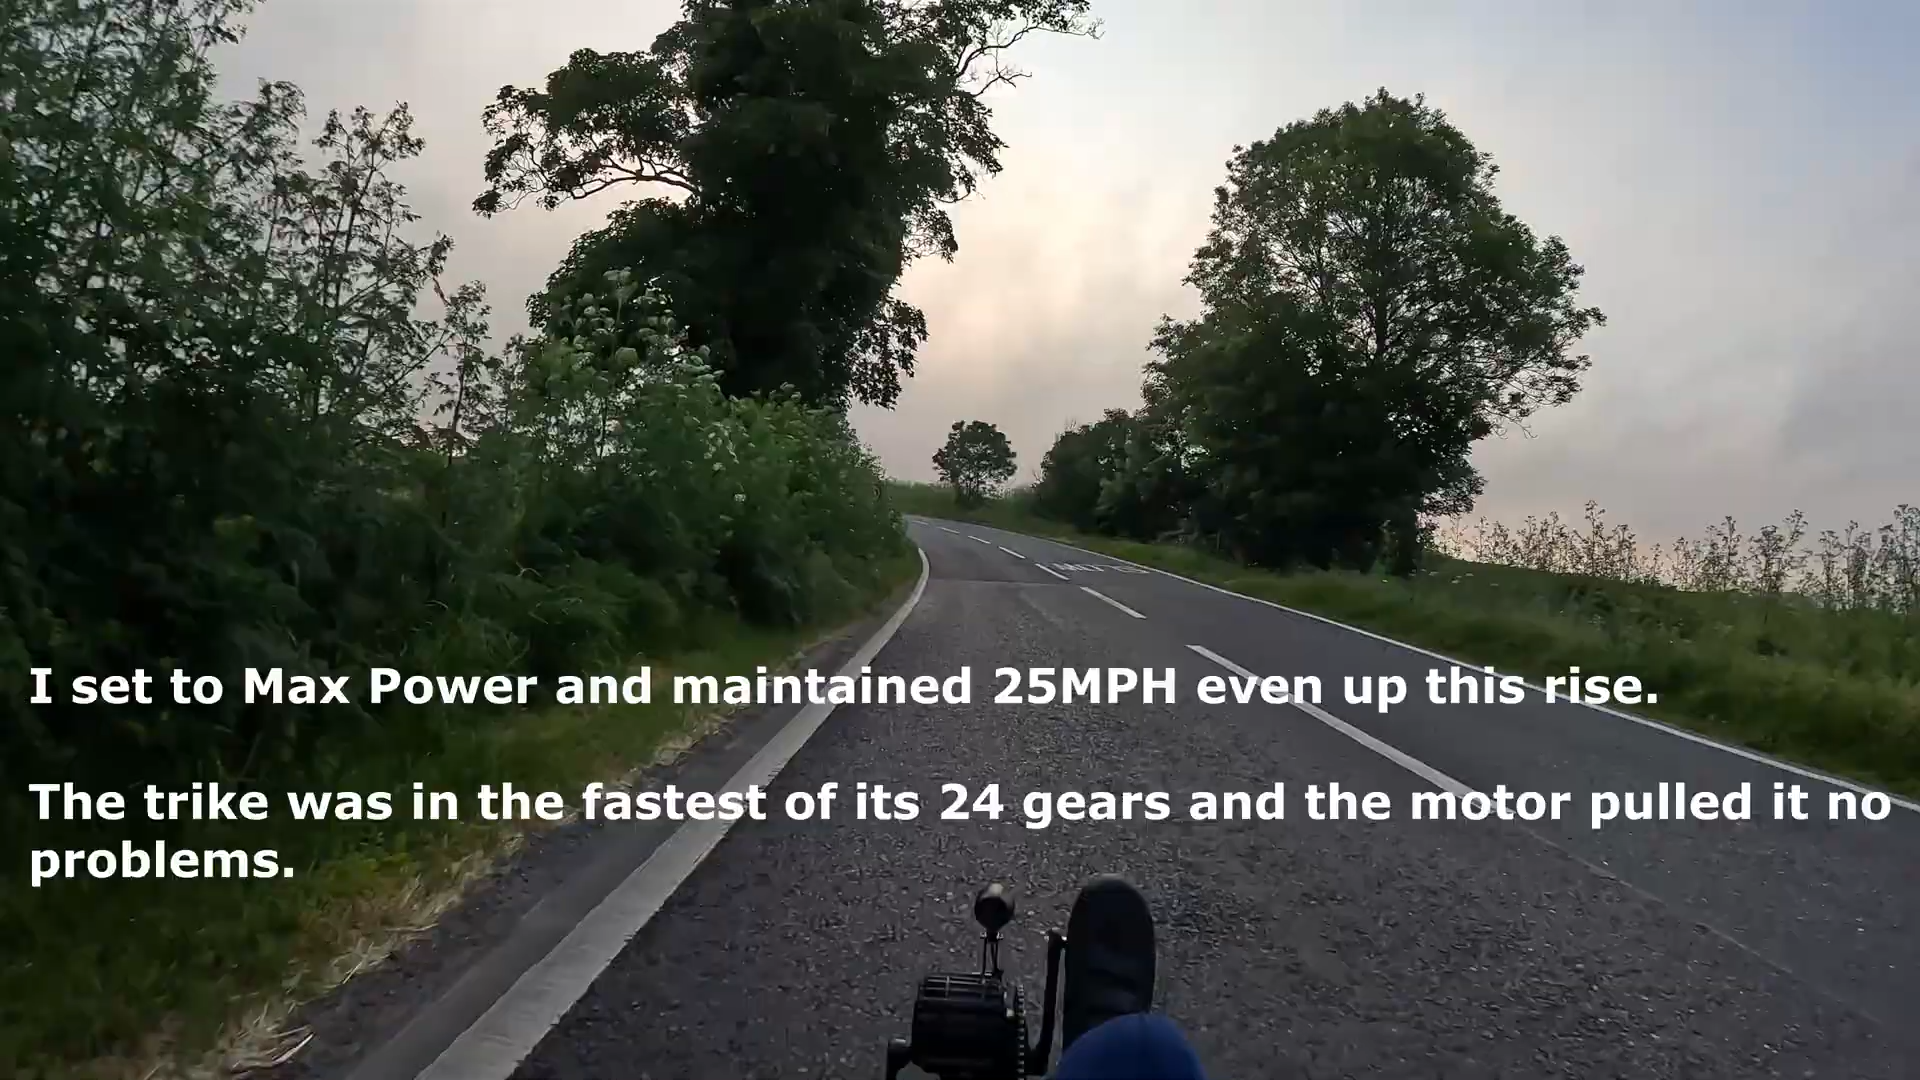 I set to Max Power and maintained 25MPH even up this rise.
The trike was in the fastest of its 24 gears and the motor pulled it no
problems.